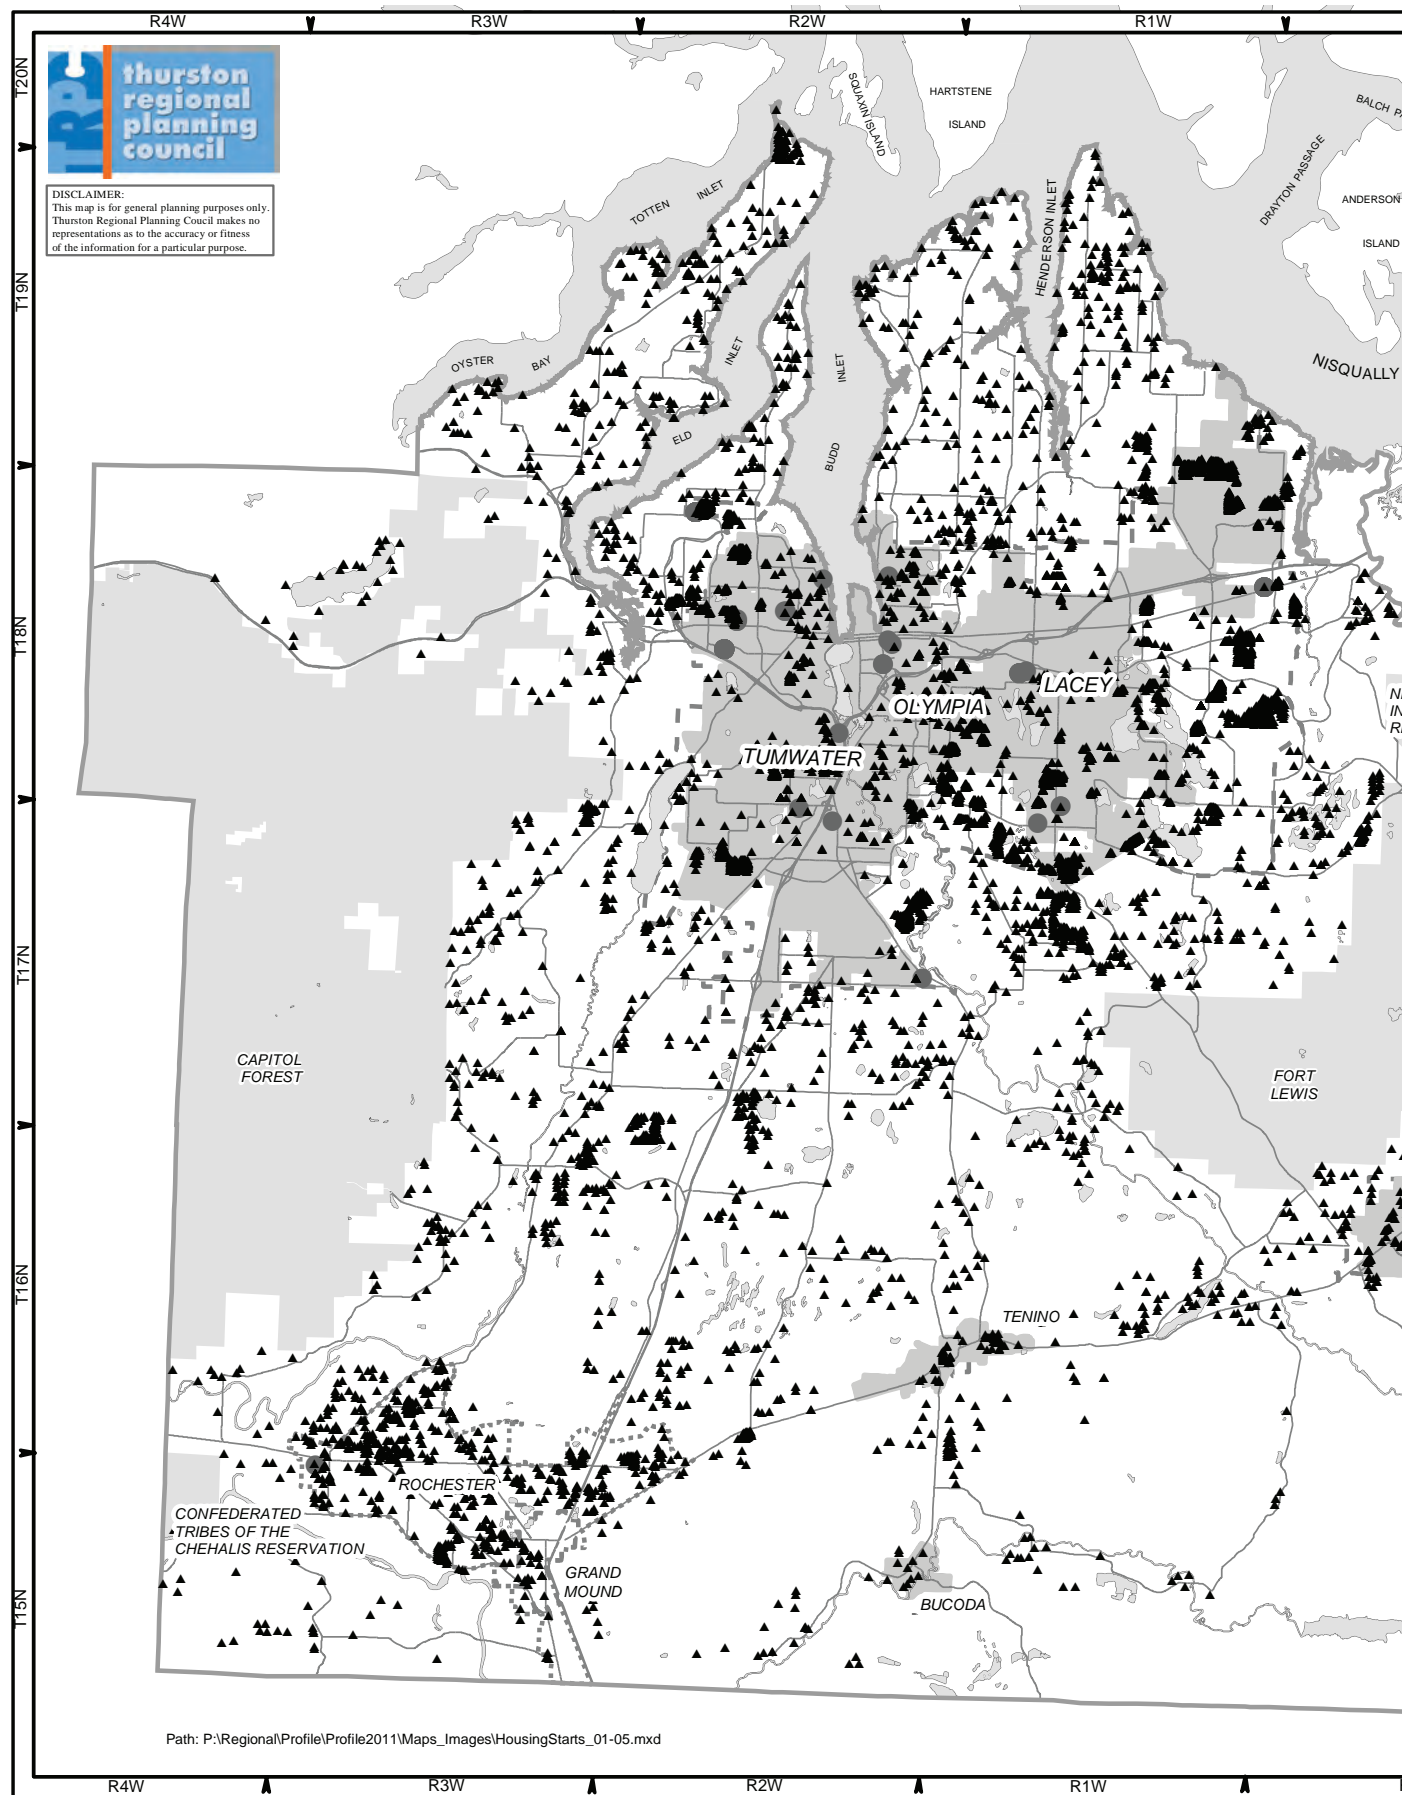 R4W
R3W
R2W
R1W
T20N
thurston
regional
planning
council
TRPC
DISCLAIMER:
This map is for general planning purposes only.
Thurston Regional Planning Coucil makes no
representations as to the accuracy or fitness
of the information for a particular purpose.
SQUAXIN ISLAND
HARTSTENE
ISLAND
BALCH
DRAYTON PASSAGE
ANDERSON
ISLAND
TOTTEN
INLET
HENDERSON INLET
T19N
OYSTER
BAY
INLET
INLET
NISQUALLY
ELD
BUDD
T18N
LACEY
OLYMPIA
TUMWATER
T17N
CAPITOL
FOREST
FORT
LEWIS
T16N
TENINO
ROCHESTER
CONFEDERATED
TRIBES OF THE
CHEHALIS RESERVATION
GRAND
MOUND
BUCODA
T15N
Path: P:\Regional\Profile\Profile2011\Maps_Images\HousingStarts_01-05.mxd
R4W
R3W
R2W
R1W